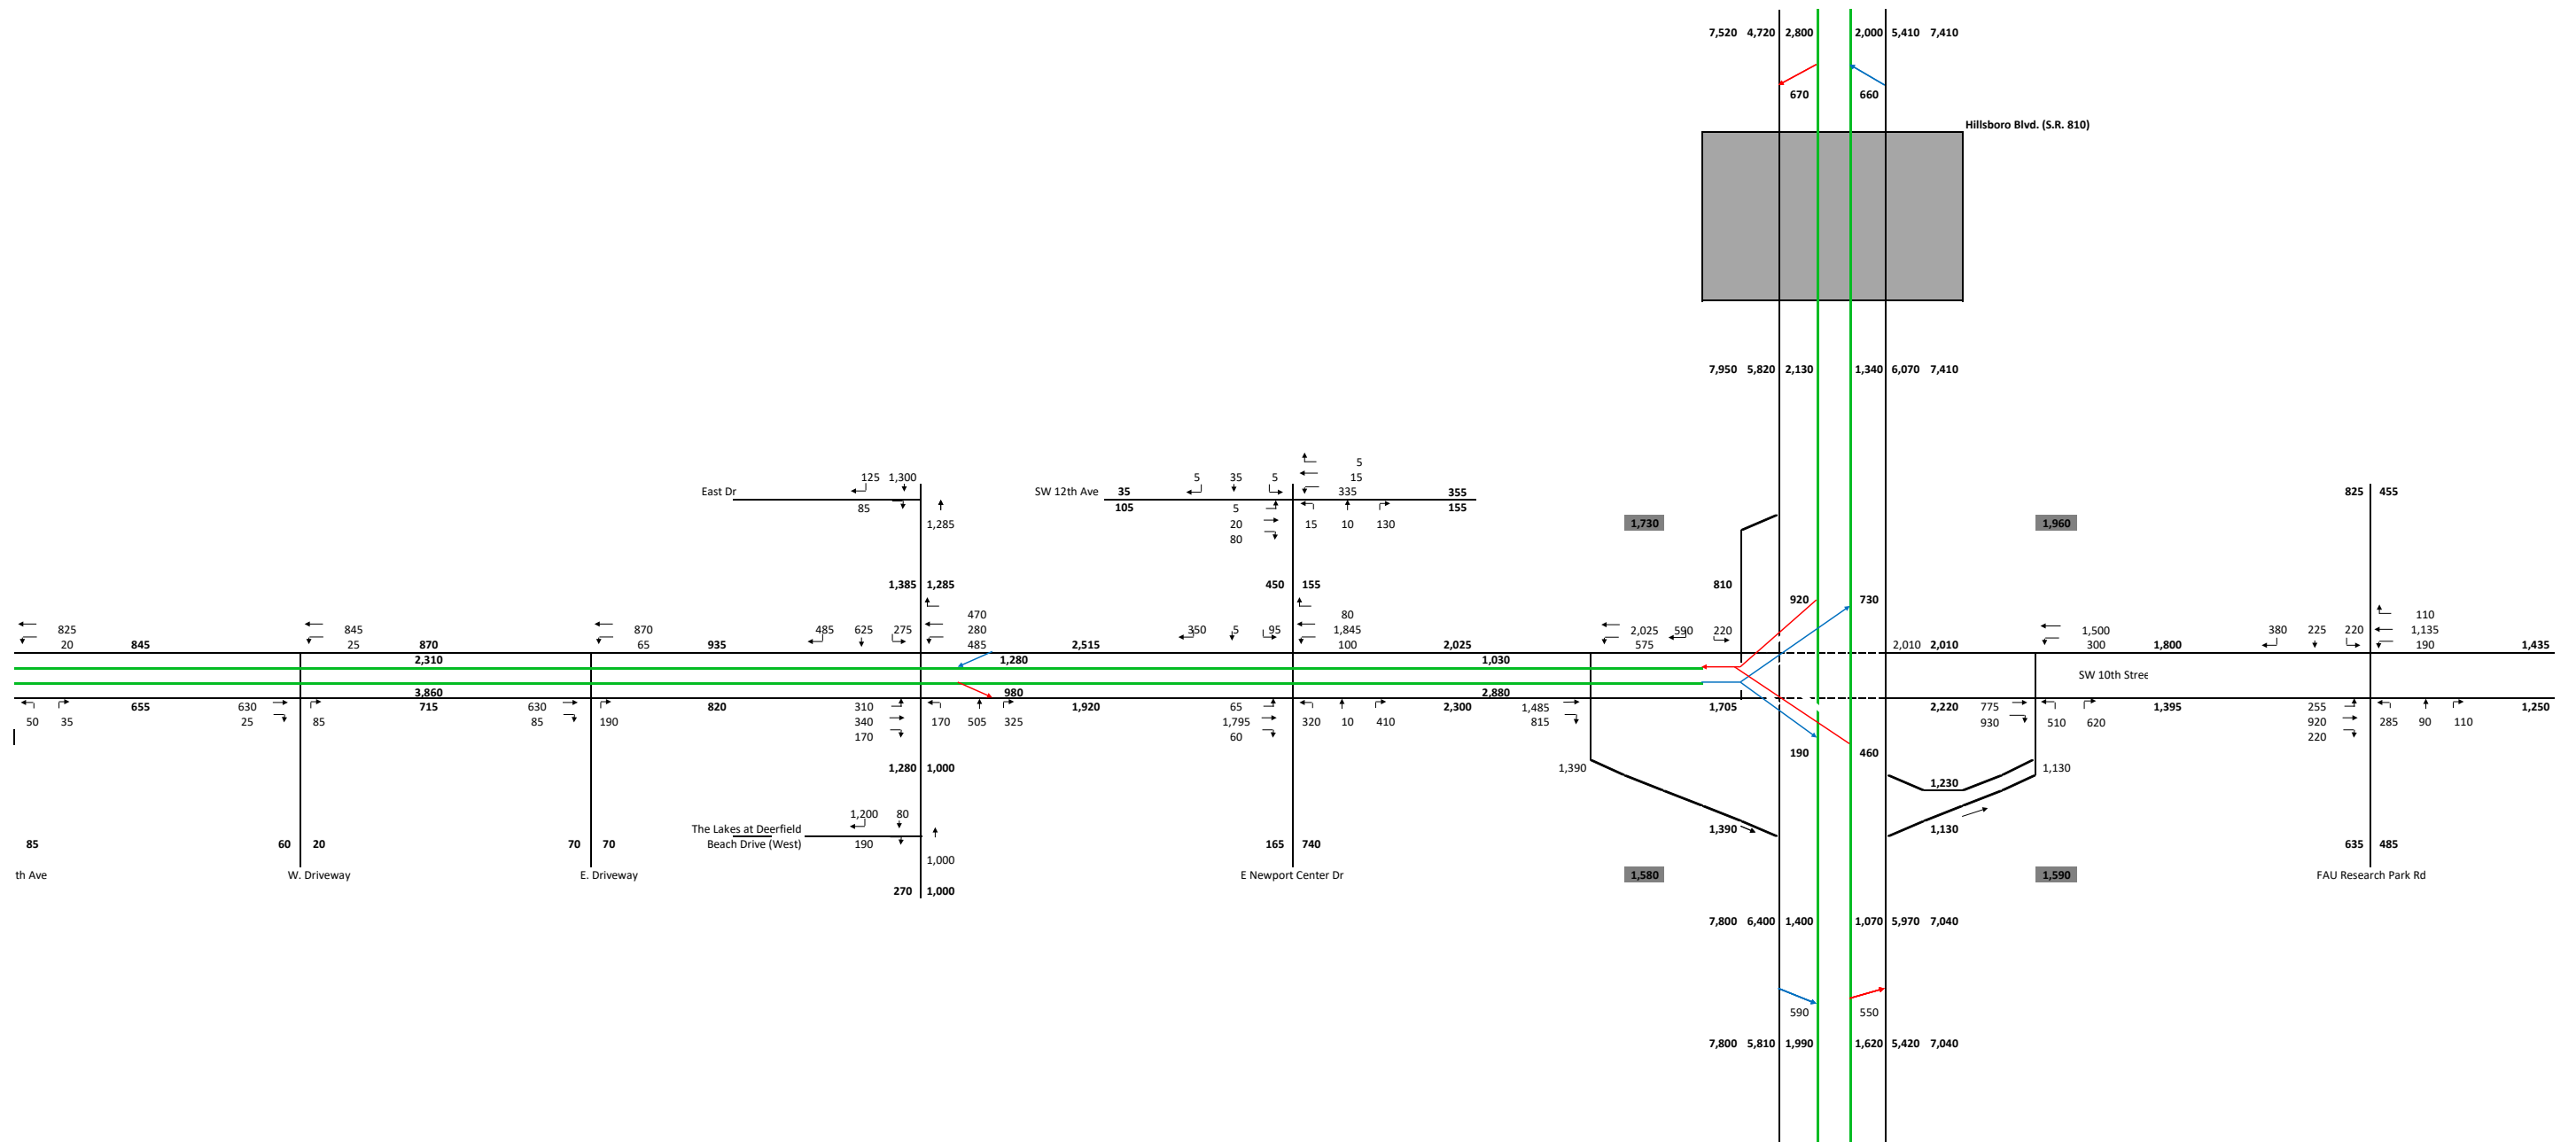 7,520 4,720 2,800 2,000 5,410 7,410
670 660
Hillsboro Blvd. (S.R. 810)
7,950 5,820 2,130 1,340 6,070 7,410
5
125 1,300 5 35 5 15
East Dr SW 12th Ave 35 335 355 825 455
85 105 5 155
1,285 20 15 10 130 1,730 1,960
80
1,385 1,285 450 155 810
920 730
470 80 110
825 845 870 485 625 275 280 350 5 95 1,845 2,025 590 220 1,500 380 225 220 1,135
20 845 25 870 65 935 485 2,515 100 2,025 575 2,010 2,010 300 1,800 190 1,435
2,310 1,280 1,030
SW 10th Stree
3,860 980 2,880
655 630 715 630 820 310 1,920 65 2,300 1,485 1,705 2,220 775 1,395 255 1,250
50 35 25 85 85 190 340 170 505 325 1,795 320 10 410 815 930 510 620 920 285 90 110
170 60 220
190 460
1,280 1,000 1,390 1,130
1,230
1,200 80
The Lakes at Deerfield 1,390 1,130
85 60 20 70 70 Beach Drive (West) 190 165 740 635 485
1,000
th Ave W. Driveway E. Driveway E Newport Center Dr 1,580 1,590 FAU Research Park Rd
270 1,000
7,800 6,400 1,400 1,070 5,970 7,040
590 550
7,800 5,810 1,990 1,620 5,420 7,040